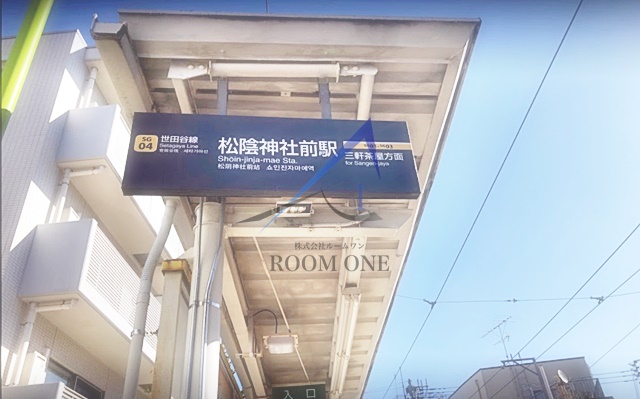 SG
04
世田谷線
Setagaya Line
松陰神社前駅
Shōin-jinja-mae Sta.
松阴神社前站 쇼인진자마에역
三軒茶屋方面
for Sangen-jaya
株式会社ルームワン
ROOM ONE
入口